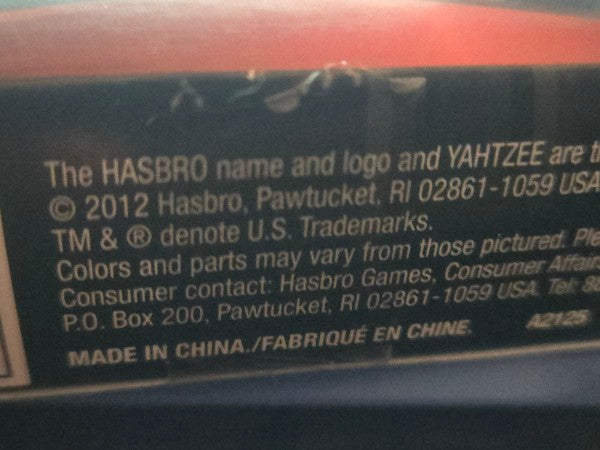 The HASBRO name and logo and YAHTZEE are
© 2012 Hasbro, Pawtucket, RI 02861-1059 USA
TM & ® denote U.S. Trademarks.
Colors and parts may vary from those pictured.
Consumer contact: Hasbro Games, Consumer Affairs
P.O. Box 200, Pawtucket, RI 02861-1059 USA. Tel:
MADE IN CHINA./FABRIQUÉ EN CHINE. A2125